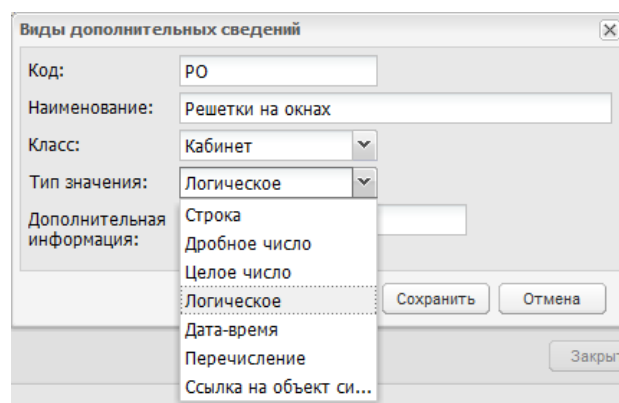 Виды дополнительных сведений
Код: РО
Наименование: Решетки на окнах
Класс: Кабинет
Тип значения: Логическое
Дополнительная
информация:
Строка
Дробное число
Целое число
Логическое
Дата-время
Перечисление
Ссылка на объект си...
Сохранить Отмена